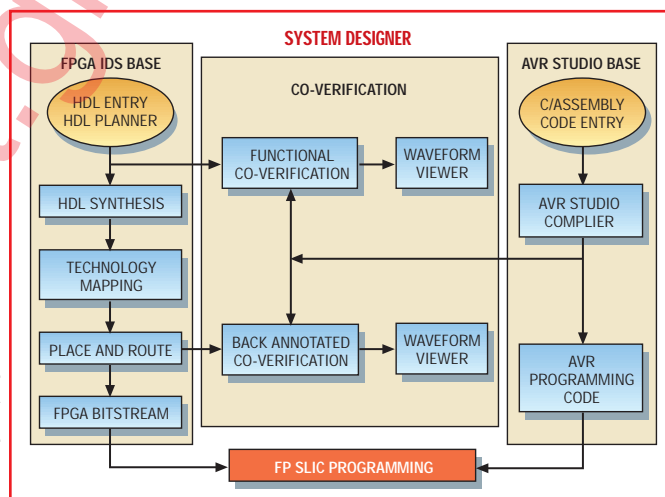 SYSTEM DESIGNER
FPGA IDS BASE
HDL ENTRY
HDL PLANNER
HDL SYNTHESIS
TECHNOLOGY
MAPPING
PLACE AND ROUTE
FPGA BITSTREAM
CO-VERIFICATION
FUNCTIONAL
CO-VERIFICATION
WAVEFORM
VIEWER
BACK ANNOTATED
CO-VERIFICATION
WAVEFORM
VIEWER
AVR STUDIO BASE
C/ASSEMBLY
CODE ENTRY
AVR STUDIO
COMPLIER
AVR
PROGRAMMING
CODE
FP SLIC PROGRAMMING